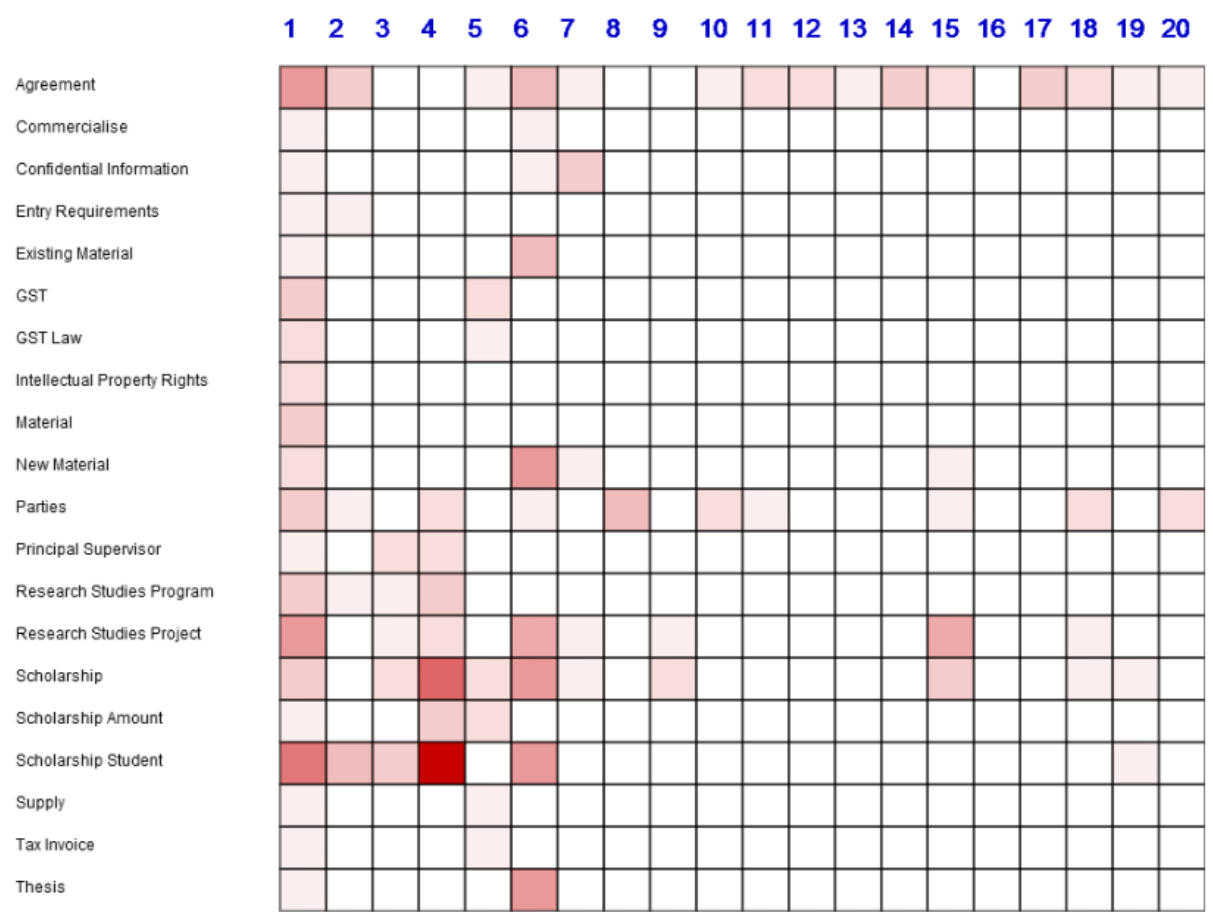 1 2 3 4 5 6 7 8 9 10 11 12 13 14 15 16 17 18 19 20
Agreement
Commercialise
Confidential Information
Entry Requirements
Existing Material
GST
GST Law
Intellectual Property Rights
Material
New Material
Parties
Principal Supervisor
Research Studies Program
Research Studies Project
Scholarship
Scholarship Amount
Scholarship Student
Supply
Tax Invoice
Thesis